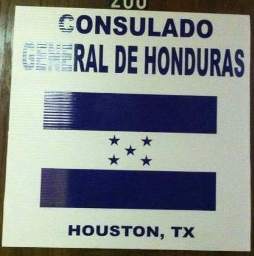 200
CONSULADO
GENERAL DE HONDURAS
HOUSTON, TX